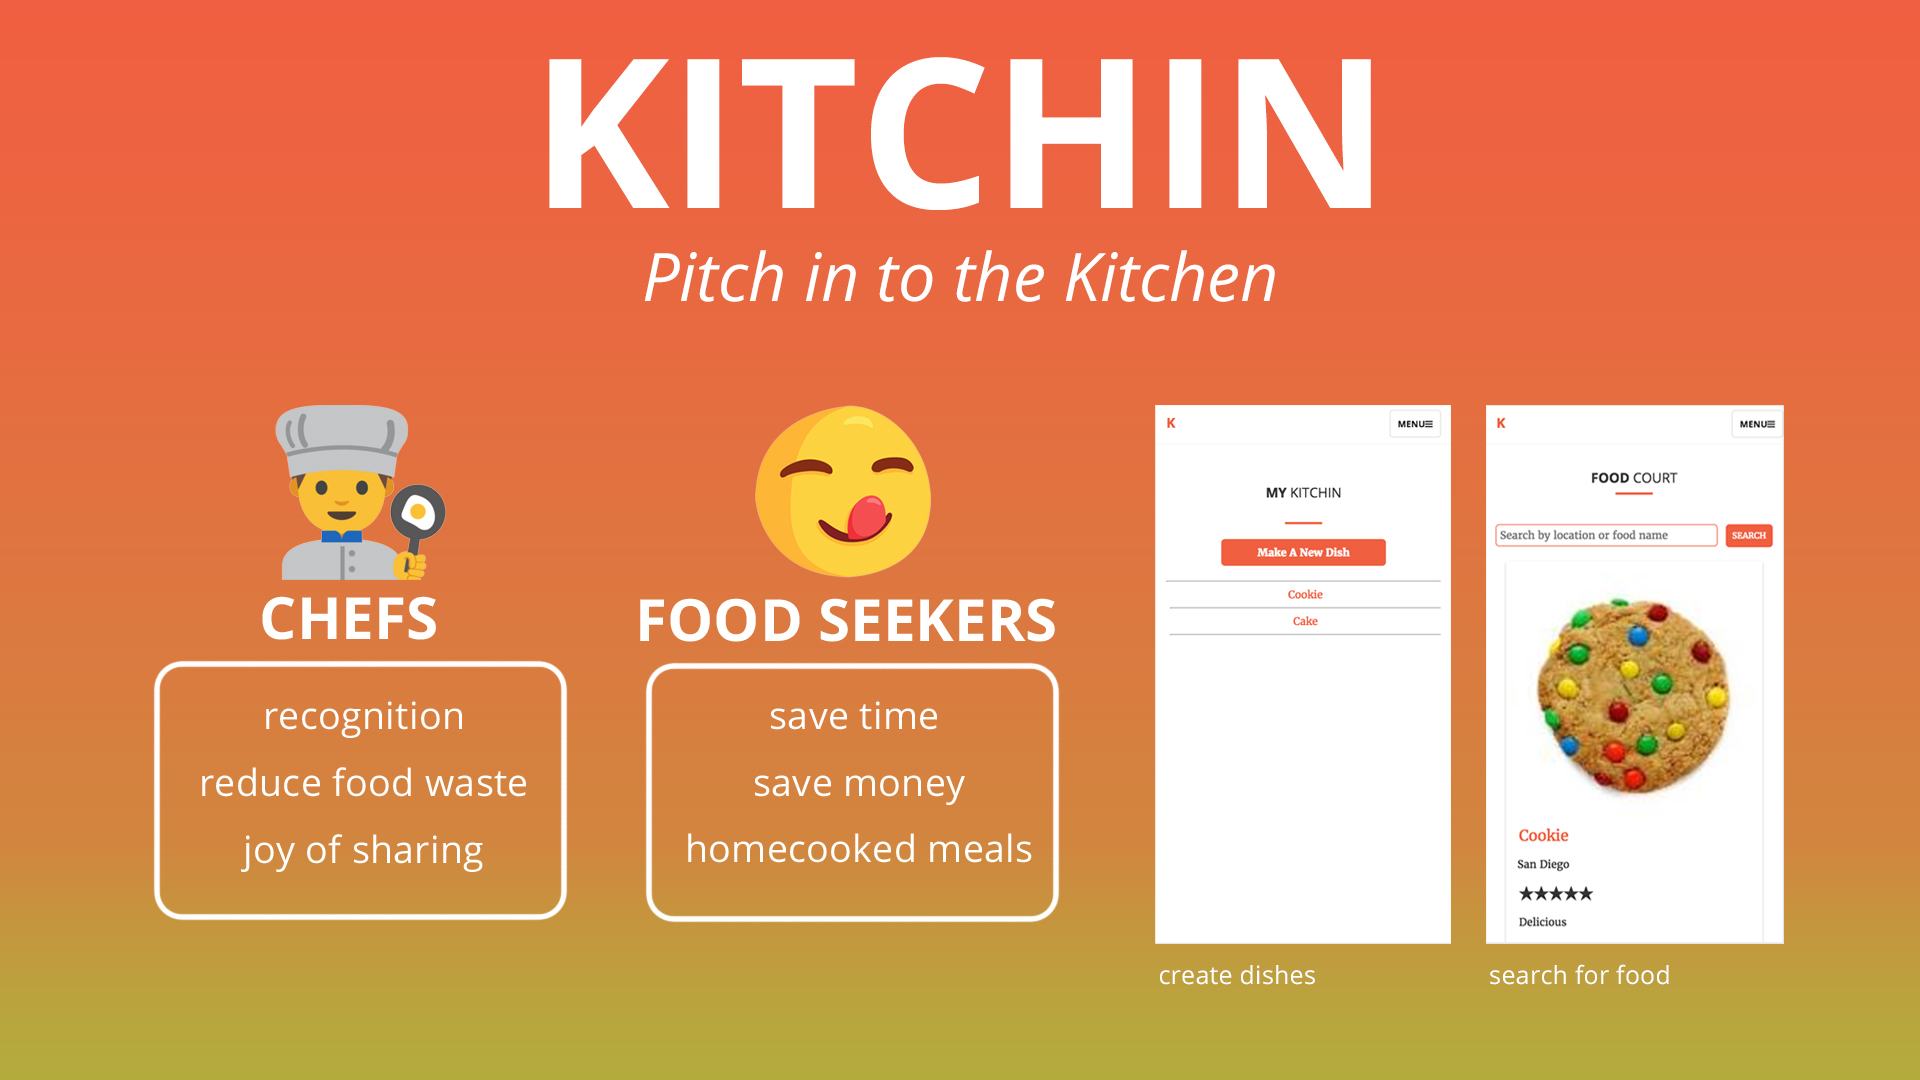 KITCHIN
Pitch in to the Kitchen
CHEFS
recognition
reduce food waste
joy of sharing
FOOD SEEKERS
save time
save money
homecooked meals
K
MENU
MY KITCHIN
Make A New Dish
Cookie
Cake
create dishes
K
MENU
FOOD COURT
Search by location or food name
SEARCH
Cookie
San Diego
★★★★★
Delicious
search for food